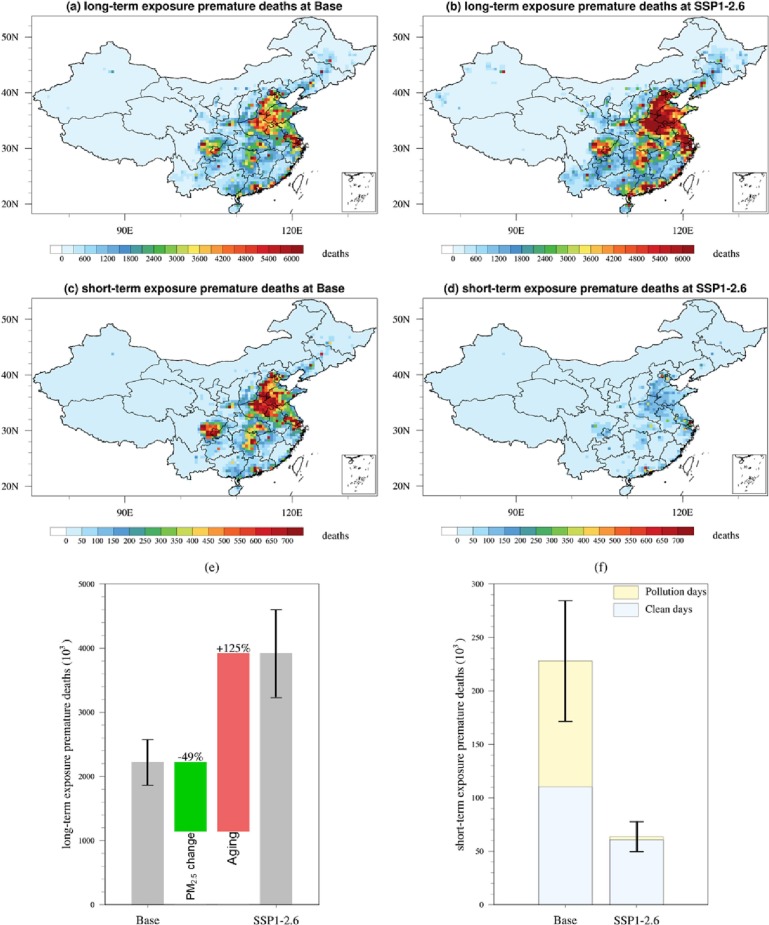 (a) long-term exposure premature deaths at Base
(b) long-term exposure premature deaths at SSP1-2.6
50N
40N
30N
20N
90E
120E
50N
40N
30N
20N
90E
120E
0 600 1200 1800 2400 3000 3600 4200 4800 5400 6000 deaths
0 600 1200 1800 2400 3000 3600 4200 4800 5400 6000 deaths
(c) short-term exposure premature deaths at Base
(d) short-term exposure premature deaths at SSP1-2.6
50N
40N
30N
20N
90E
120E
50N
40N
30N
20N
90E
120E
0 50 100 150 200 250 300 350 400 450 500 550 600 650 700 deaths
0 50 100 150 200 250 300 350 400 450 500 550 600 650 700 deaths
(e)
(f)
long-term exposure premature deaths (10³)
5000
4000
3000
2000
1000
0
-49%
+125%
PM₂.₅ change
Aging
Base
SSP1-2.6
short-term exposure premature deaths (10³)
300
250
200
150
100
50
0
Pollution days
Clean days
Base
SSP1-2.6